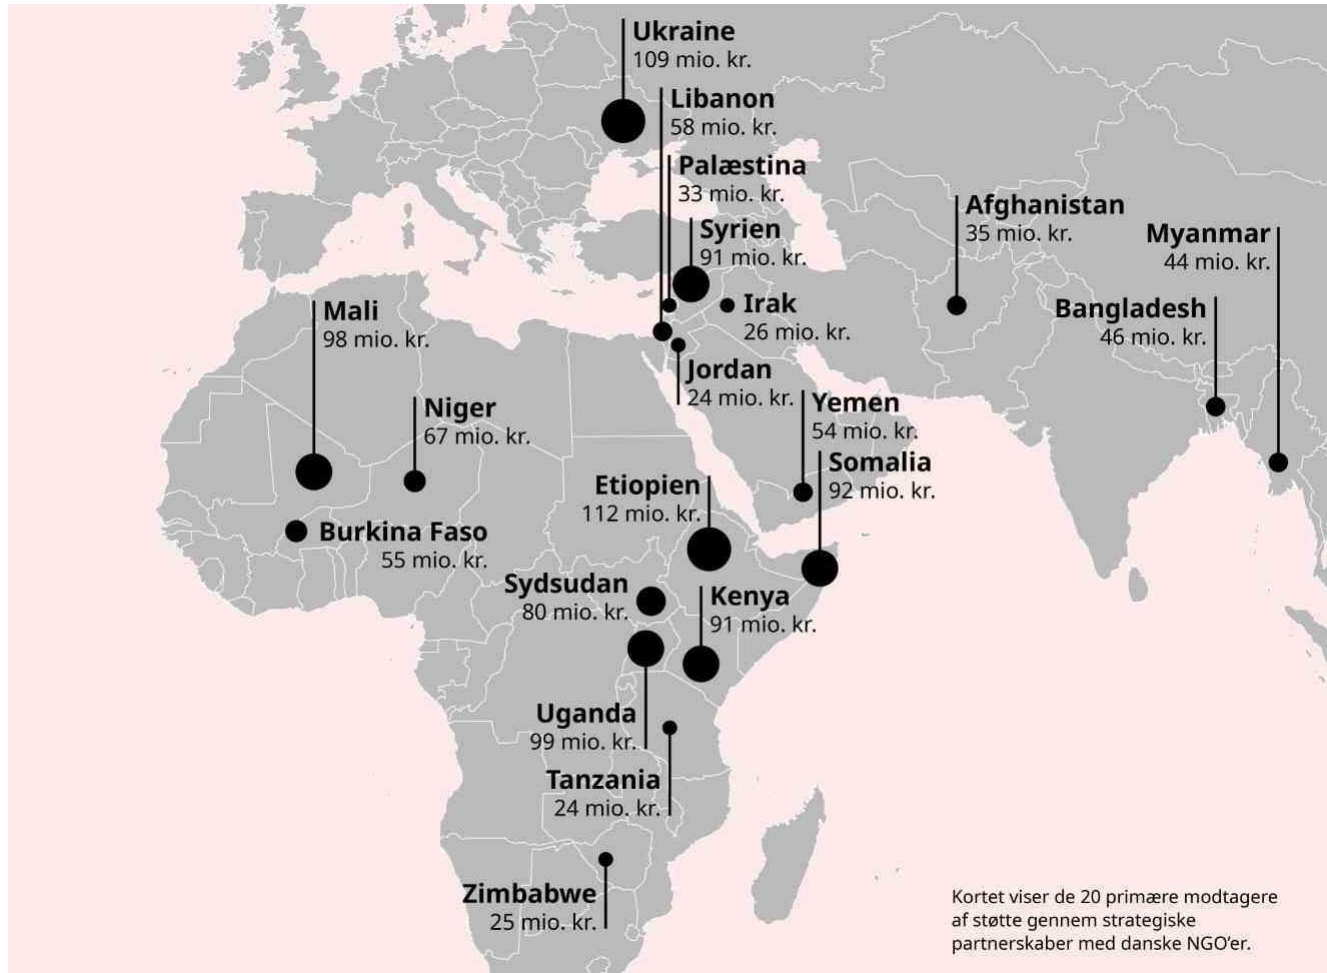 Ukraine
109 mio. kr.
Libanon
58 mio. kr.
Palæstina
33 mio. kr.
Syrien
91 mio. kr.
Afghanistan
35 mio. kr.
Myanmar
44 mio. kr.
Irak
26 mio. kr.
Bangladesh
46 mio. kr.
Mali
98 mio. kr.
Jordan
24 mio. kr.
Niger
67 mio. kr.
Yemen
54 mio. kr.
Somalia
92 mio. kr.
Etiopien
112 mio. kr.
Burkina Faso
55 mio. kr.
Sydsudan
80 mio. kr.
Kenya
91 mio. kr.
Uganda
99 mio. kr.
Tanzania
24 mio. kr.
Zimbabwe
25 mio. kr.
Kortet viser de 20 primære modtagere
af støtte gennem strategiske
partnerskaber med danske NGO’er.